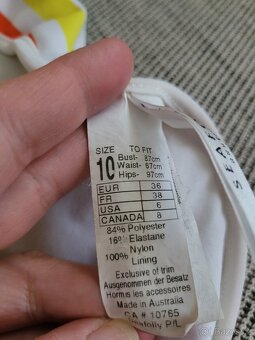 SIZE TO FIT
10 Bust- 87cm
Waist- 67cm
Hips- 97cm
EUR 36
FR 38
USA 6
CANADA 8
84% Polyester
16% Elastane
Nylon
100% Lining
Exclusive of trim
Ausgenommen der Besatz
Hormis les accessoires
Made in Australia
CA # 10765
Seafolly P/L